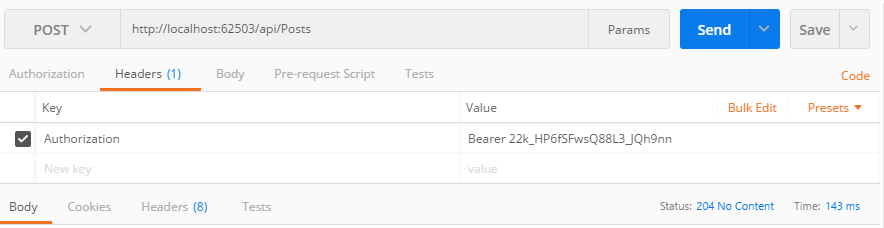 POST http://localhost:62503/api/Posts Params Send Save
Authorization Headers (1) Body Pre-request Script Tests Code
Key Value Bulk Edit Presets
Authorization Bearer 22k_HP6fSFwsQ88L3_JQh9nn
New key value
Body Cookies Headers (8) Tests Status: 204 No Content Time: 143 ms